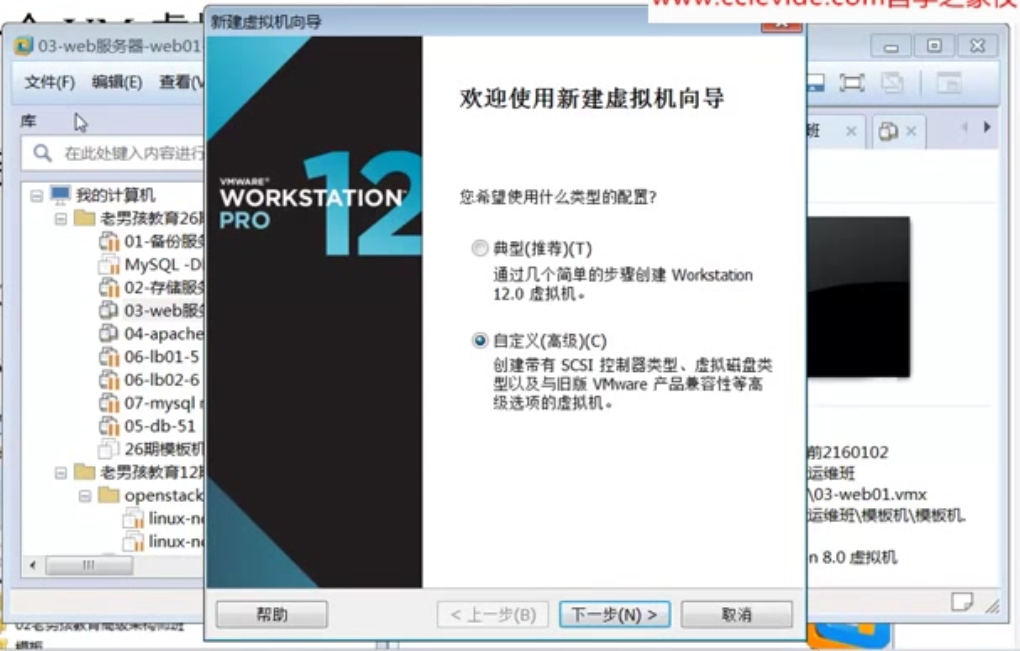 新建虚拟机向导
03-web服务器-web01
文件(F) 编辑(E) 查看(V
库
在此处键入内容进行
我的计算机
老男孩教育26期
01-备份服务
MySQL -D
02-存储服务
03-web服务
04-apache
06-lb01-5
06-lb02-6
07-mysql
05-db-51
26期模板机
老男孩教育12期
openstack
linux-n
linux-n
VMWARE®
WORKSTATION
PRO
12
欢迎使用新建虚拟机向导
您希望使用什么类型的配置?
典型(推荐)(T)
通过几个简单的步骤创建 Workstation
12.0 虚拟机。
自定义(高级)(C)
创建带有 SCSI 控制器类型、虚拟磁盘类
型以及与旧版 VMware 产品兼容性等高
级选项的虚拟机。
班
前2160102
运维班
\03-web01.vmx
运维班\模板机\模板机.
n 8.0 虚拟机
帮助
< 上一步(B)
下一步(N) >
取消
模板